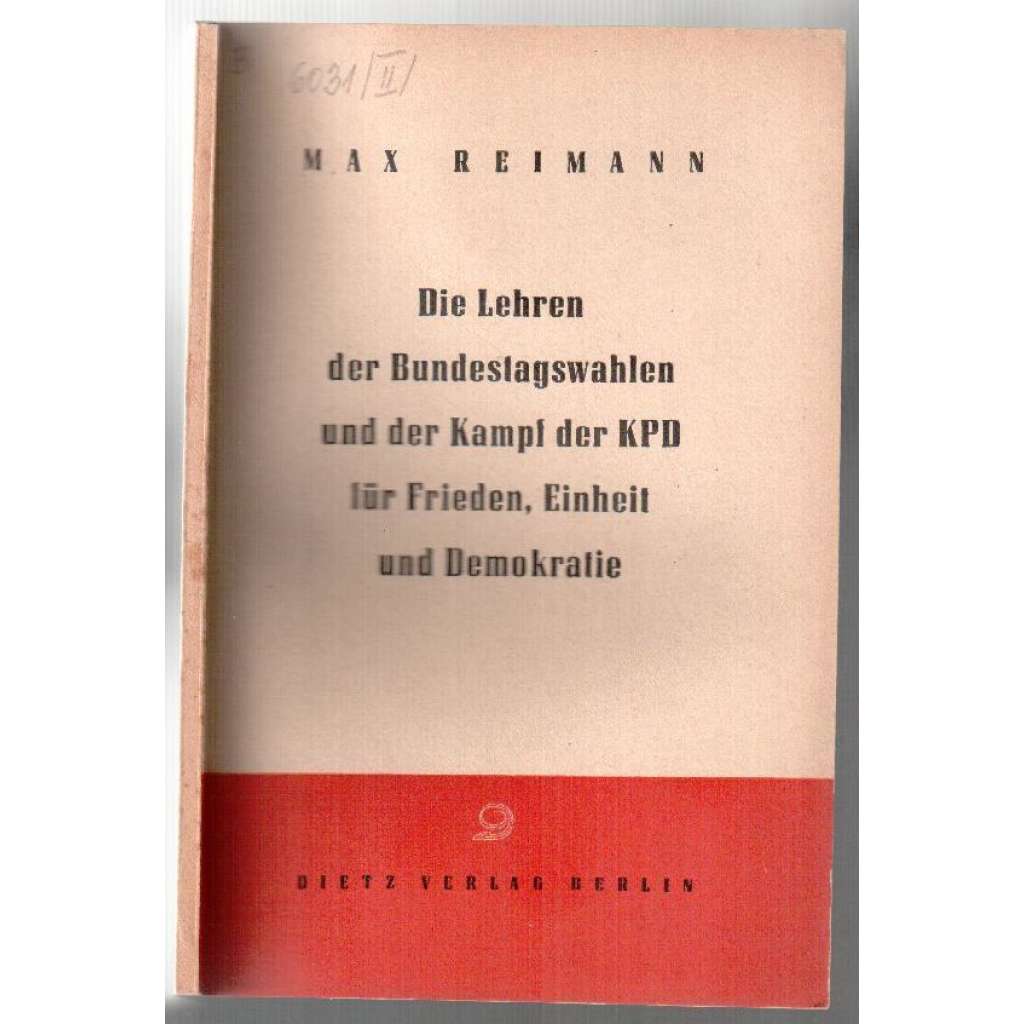 6031/II/
MAX REIMANN
Die Lehren
der Bundestagswahlen
und der Kampf der KPD
für Frieden, Einheit
und Demokratie
DIETZ VERLAG BERLIN